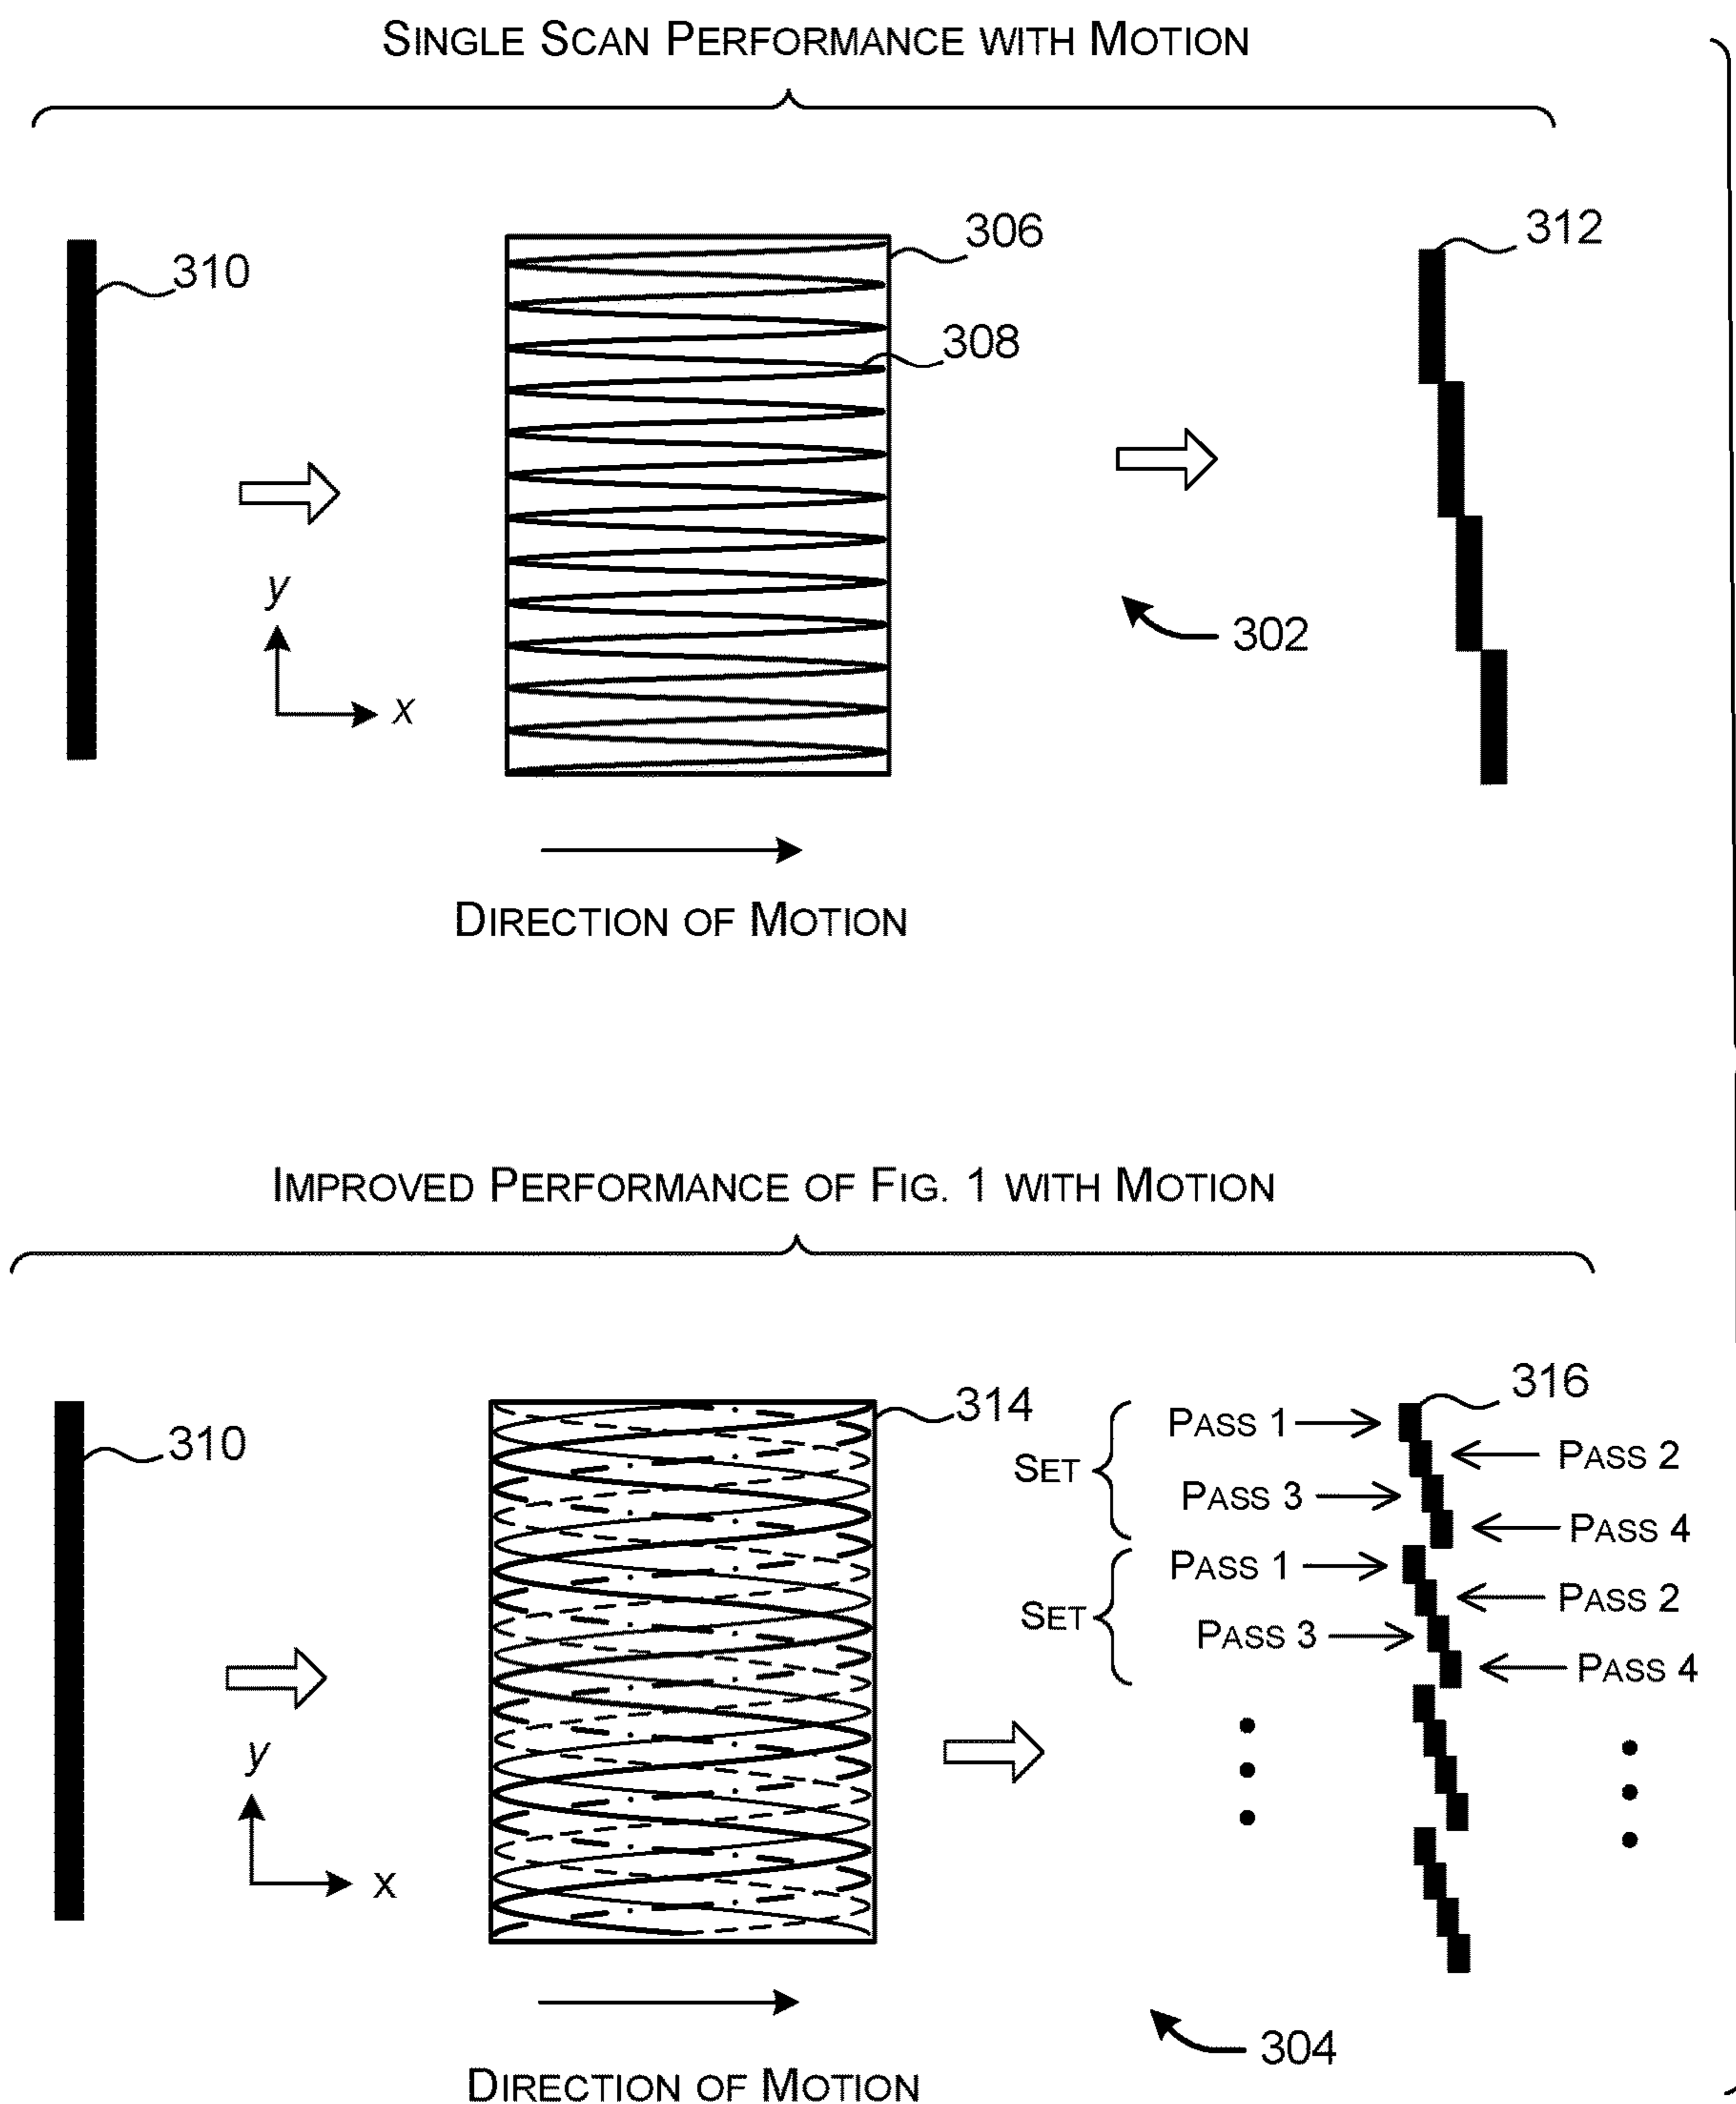 SINGLE SCAN PERFORMANCE WITH MOTION
306
312
310
308
302
y
x
DIRECTION OF MOTION
IMPROVED PERFORMANCE OF FIG. 1 WITH MOTION
314
316
310
PASS 1
PASS 2
SET
PASS 3
PASS 4
PASS 1
PASS 2
SET
PASS 3
PASS 4
y
x
304
DIRECTION OF MOTION